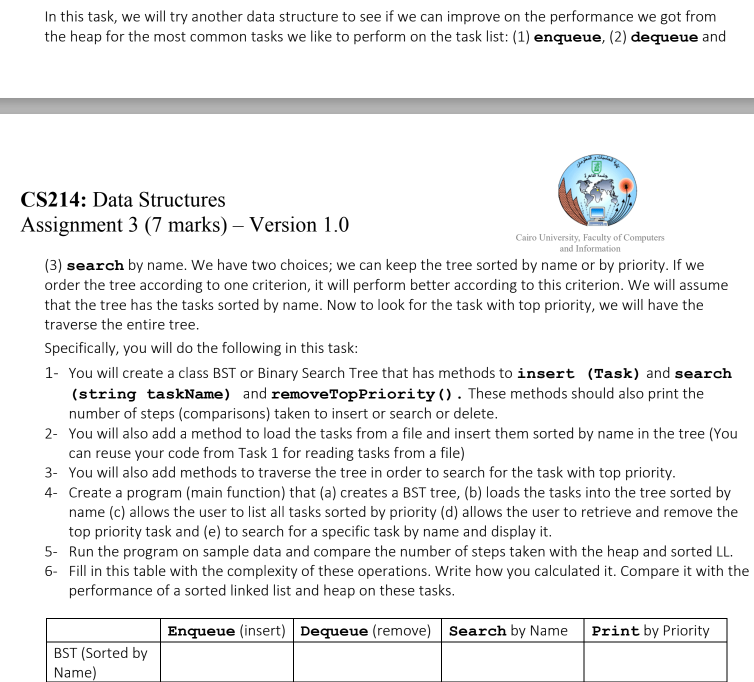 In this task, we will try another data structure to see if we can improve on the performance we got from
the heap for the most common tasks we like to perform on the task list: (1) enqueue, (2) dequeue and
CS214: Data Structures
Assignment 3 (7 marks) – Version 1.0
Cairo University, Faculty of Computers
and Information
(3) search by name. We have two choices; we can keep the tree sorted by name or by priority. If we
order the tree according to one criterion, it will perform better according to this criterion. We will assume
that the tree has the tasks sorted by name. Now to look for the task with top priority, we will have the
traverse the entire tree.
Specifically, you will do the following in this task:
1- You will create a class BST or Binary Search Tree that has methods to insert (Task) and search
(string taskName) and removeTopPriority(). These methods should also print the
number of steps (comparisons) taken to insert or search or delete.
2- You will also add a method to load the tasks from a file and insert them sorted by name in the tree (You
can reuse your code from Task 1 for reading tasks from a file)
3- You will also add methods to traverse the tree in order to search for the task with top priority.
4- Create a program (main function) that (a) creates a BST tree, (b) loads the tasks into the tree sorted by
name (c) allows the user to list all tasks sorted by priority (d) allows the user to retrieve and remove the
top priority task and (e) to search for a specific task by name and display it.
5- Run the program on sample data and compare the number of steps taken with the heap and sorted LL.
6- Fill in this table with the complexity of these operations. Write how you calculated it. Compare it with the
performance of a sorted linked list and heap on these tasks.
Enqueue (insert) Dequeue (remove) Search by Name Print by Priority
BST (Sorted by
Name)